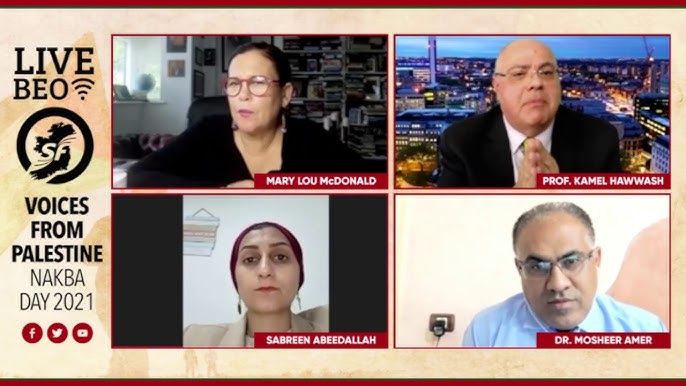 LIVE
BEO
SF
VOICES
FROM
PALESTINE
NAKBA
DAY 2021
MARY LOU McDONALD
PROF. KAMEL HAWWASH
SABREEN ABEEDALLAH
DR. MOSHEER AMER